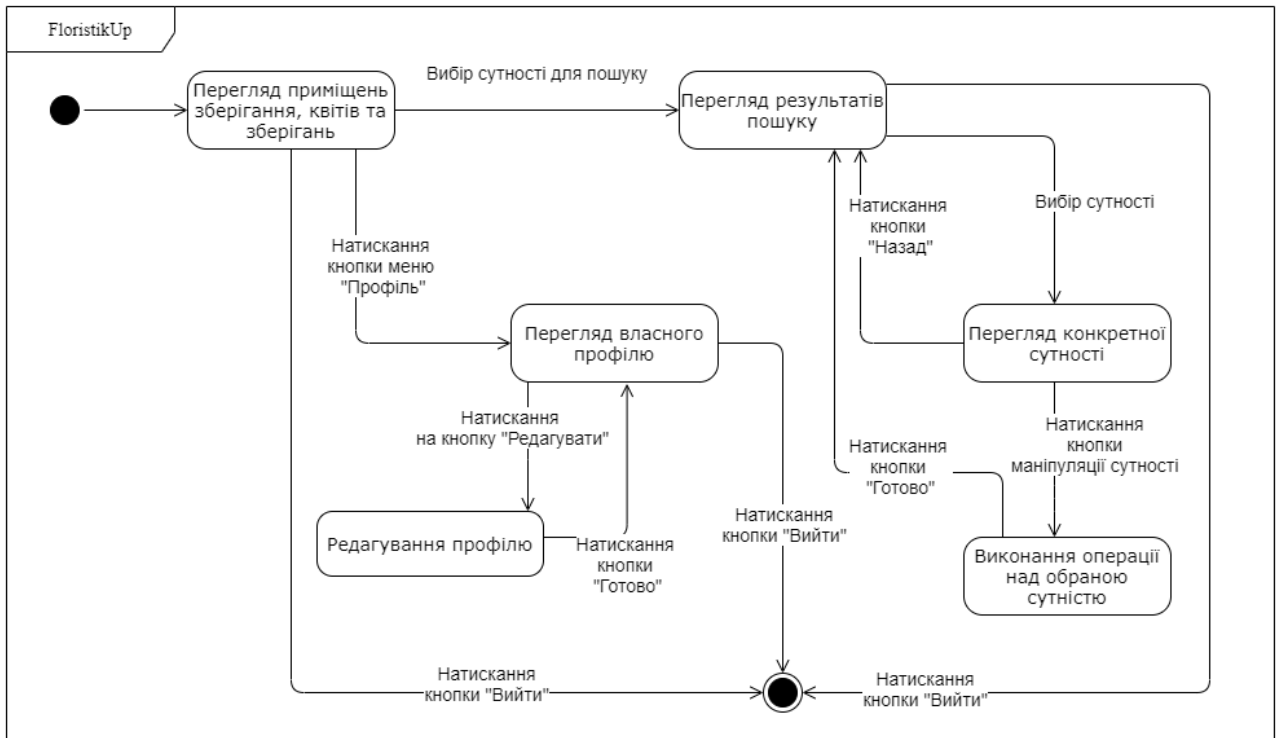 FloristikUp
Перегляд приміщень
зберігання, квітів та
зберігань
Вибір сутності для пошуку
Перегляд результатів
пошуку
Натискання
кнопки
"Назад"
Вибір сутності
Натискання
кнопки меню
"Профіль"
Перегляд власного
профілю
Перегляд конкретної
сутності
Натискання
на кнопку "Редагувати"
Натискання
кнопки
"Готово"
Натискання
кнопки
маніпуляції сутності
Редагування профілю
Натискання
кнопки
"Готово"
Натискання
кнопки "Вийти"
Виконання операції
над обраною
сутністю
Натискання
кнопки "Вийти"
Натискання
кнопки "Вийти"